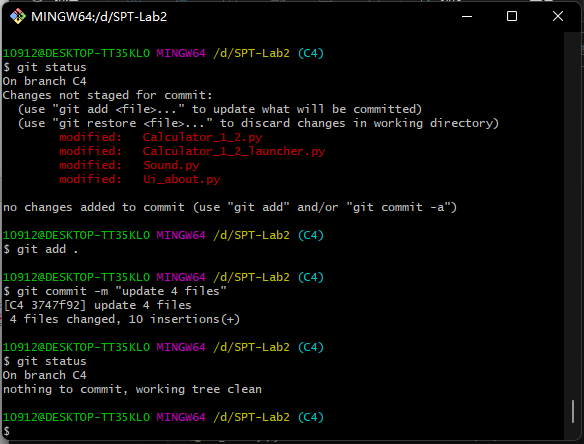 MINGW64:/d/SPT-Lab2
10912@DESKTOP-TT35KLO MINGW64 /d/SPT-Lab2 (C4)
$ git status
On branch C4
Changes not staged for commit:
  (use "git add <file>..." to update what will be committed)
  (use "git restore <file>..." to discard changes in working directory)
        modified:   Calculator_1_2.py
        modified:   Calculator_1_2_launcher.py
        modified:   Sound.py
        modified:   Ui_about.py
no changes added to commit (use "git add" and/or "git commit -a")
10912@DESKTOP-TT35KLO MINGW64 /d/SPT-Lab2 (C4)
$ git add .
10912@DESKTOP-TT35KLO MINGW64 /d/SPT-Lab2 (C4)
$ git commit -m "update 4 files"
[C4 3747f92] update 4 files
 4 files changed, 10 insertions(+)
10912@DESKTOP-TT35KLO MINGW64 /d/SPT-Lab2 (C4)
$ git status
On branch C4
nothing to commit, working tree clean
10912@DESKTOP-TT35KLO MINGW64 /d/SPT-Lab2 (C4)
$